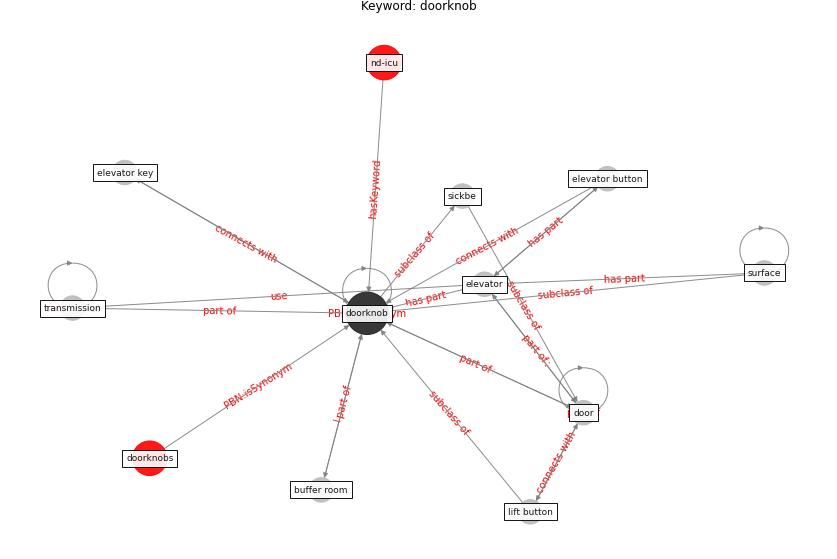 Keyword: doorknob
nd-icu
elevator key
hasKeyword
sickbe
elevator button
connects with
subclass of
connects with
has part
surface
has part
elevator
use
subclass of
has part
transmission
part of
doorknob
subclass of
part of
part of
PBN:isSynonym
part of
subclass of
door
doorknobs
connects with
buffer room
lift button